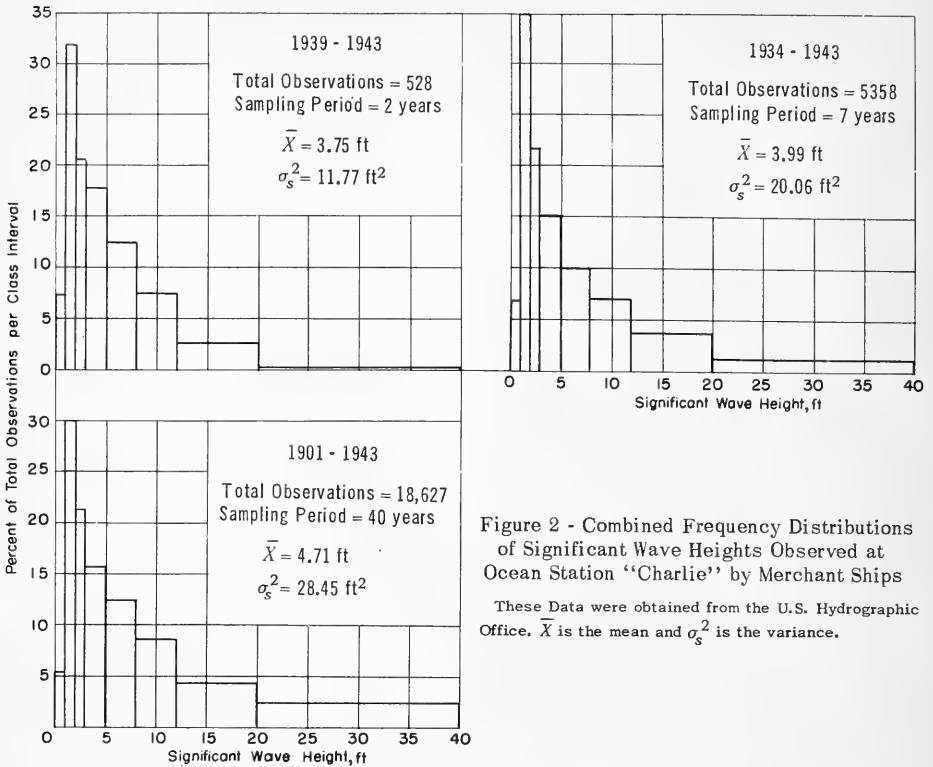 Percent of Total Observations per Class Interval
35
30
25
20
15
10
5
0
1939 - 1943
Total Observations = 528
Sampling Period = 2 years
X̅ = 3.75 ft
σₛ² = 11.77 ft²
1934 - 1943
Total Observations = 5358
Sampling Period = 7 years
X̅ = 3.99 ft
σₛ² = 20.06 ft²
0 5 10 15 20 25 30 35 40
Significant Wave Height, ft
30
25
20
15
10
5
1901 - 1943
Total Observations = 18,627
Sampling Period = 40 years
X̅ = 4.71 ft
σₛ² = 28.45 ft²
0 5 10 15 20 25 30 35 40
Significant Wave Height, ft
Figure 2 - Combined Frequency Distributions
of Significant Wave Heights Observed at
Ocean Station “Charlie” by Merchant Ships
These Data were obtained from the U.S. Hydrographic
Office. X̅ is the mean and σₛ² is the variance.